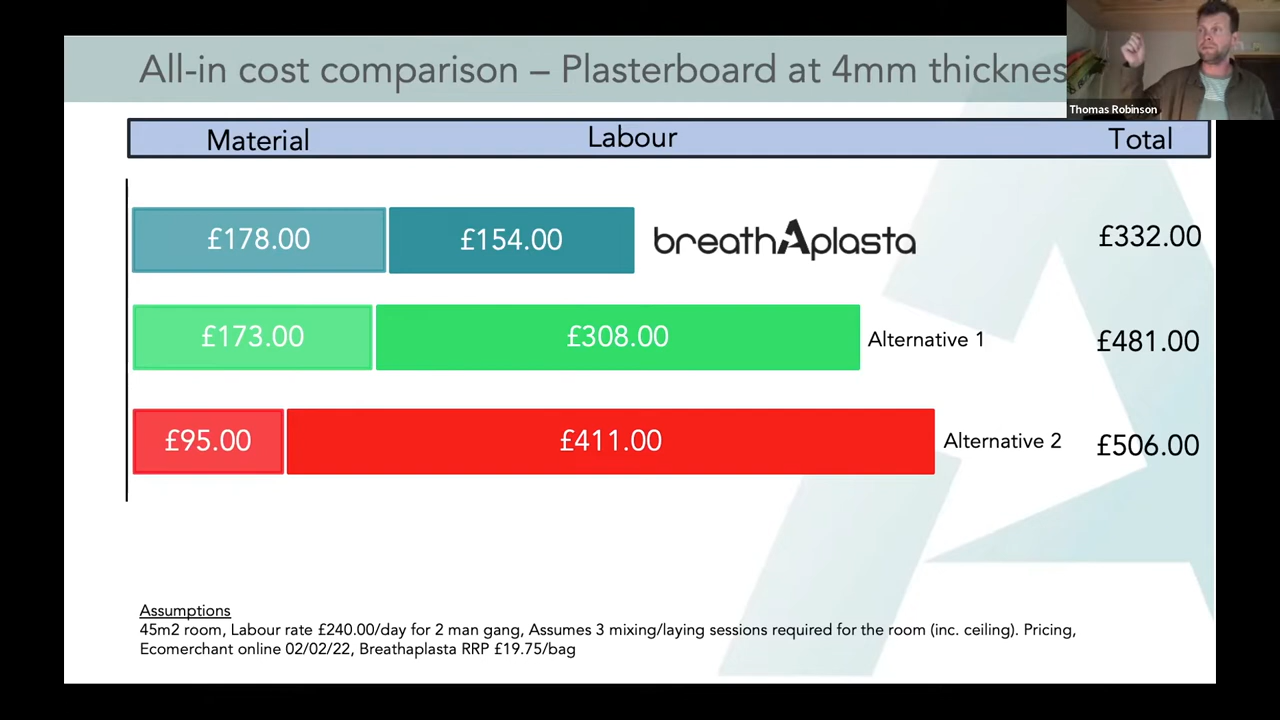 All-in cost comparison – Plasterboard at 4mm thicknes
Thomas Robinson
Material Labour Total
£178.00 £154.00 breathAplasta £332.00
£173.00 £308.00 Alternative 1 £481.00
£95.00 £411.00 Alternative 2 £506.00
Assumptions
45m2 room, Labour rate £240.00/day for 2 man gang, Assumes 3 mixing/laying sessions required for the room (inc. ceiling). Pricing,
Ecomerchant online 02/02/22, Breathaplasta RRP £19.75/bag